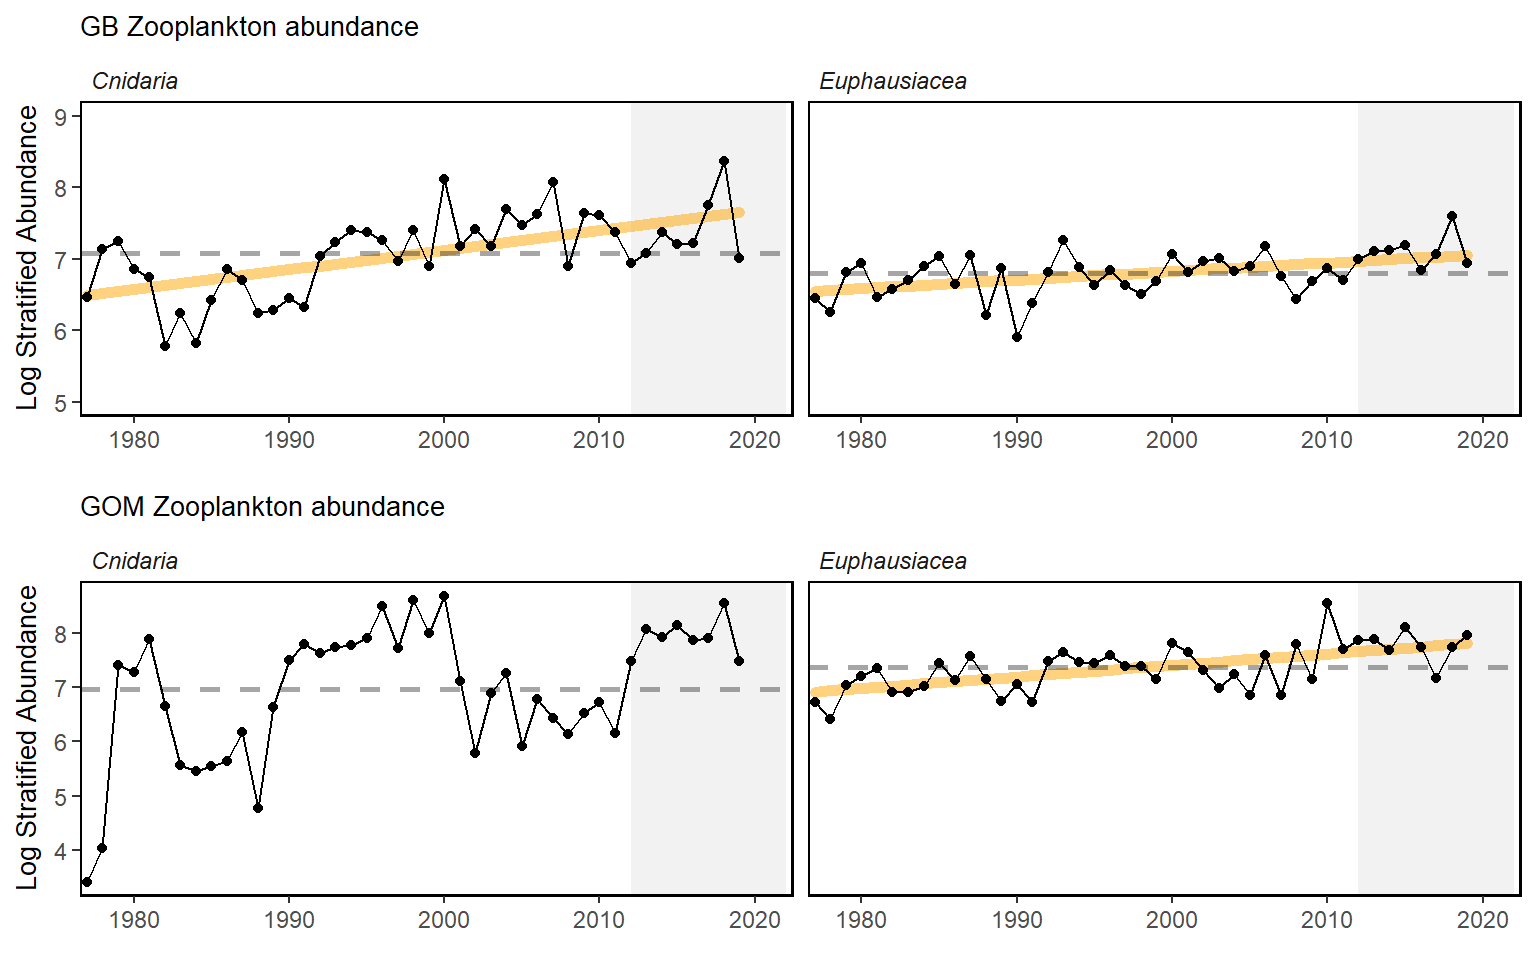 GB Zooplankton abundance
Cnidaria
Euphausiacea
Log Stratified Abundance
9
8
7
6
5
1980 1990 2000 2010 2020
1980 1990 2000 2010 2020
GOM Zooplankton abundance
Cnidaria
Euphausiacea
Log Stratified Abundance
8
7
6
5
4
1980 1990 2000 2010 2020
1980 1990 2000 2010 2020